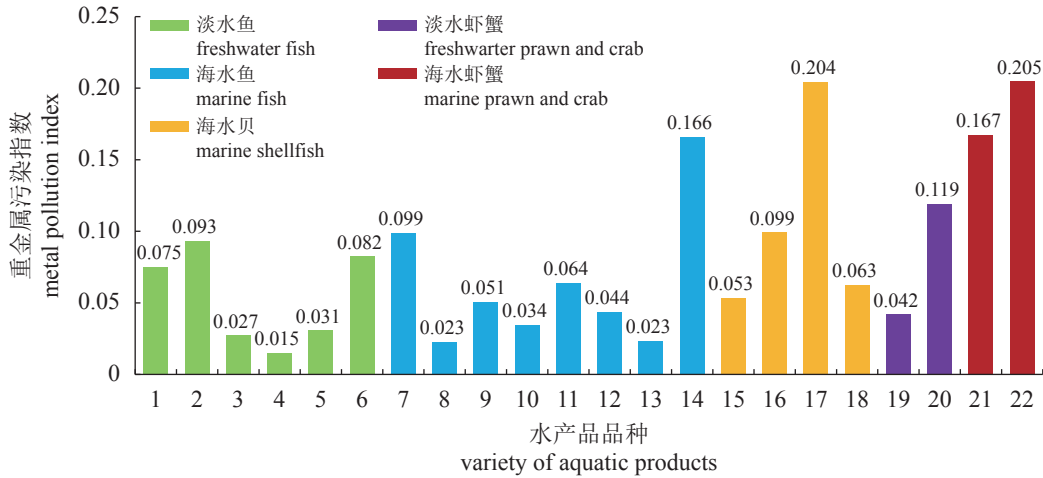 重金属污染指数
metal pollution index
0.25
0.20
0.15
0.10
0.05
0
淡水鱼
freshwater fish
海水鱼
marine fish
海水贝
marine shellfish
淡水虾蟹
freshwarter prawn and crab
海水虾蟹
marine prawn and crab
0.075
0.093
0.027
0.015
0.031
0.082
0.099
0.023
0.051
0.034
0.064
0.044
0.023
0.166
0.053
0.099
0.204
0.063
0.042
0.119
0.167
0.205
1 2 3 4 5 6 7 8 9 10 11 12 13 14 15 16 17 18 19 20 21 22
水产品品种
variety of aquatic products